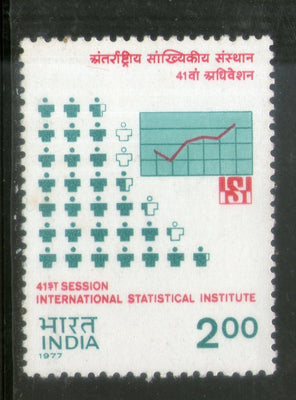 अंतर्राष्ट्रीय सांख्यिकीय संस्थान
41वां अधिवेशन
ISI
41ST SESSION
INTERNATIONAL STATISTICAL INSTITUTE
भारत
INDIA
2.00
1977